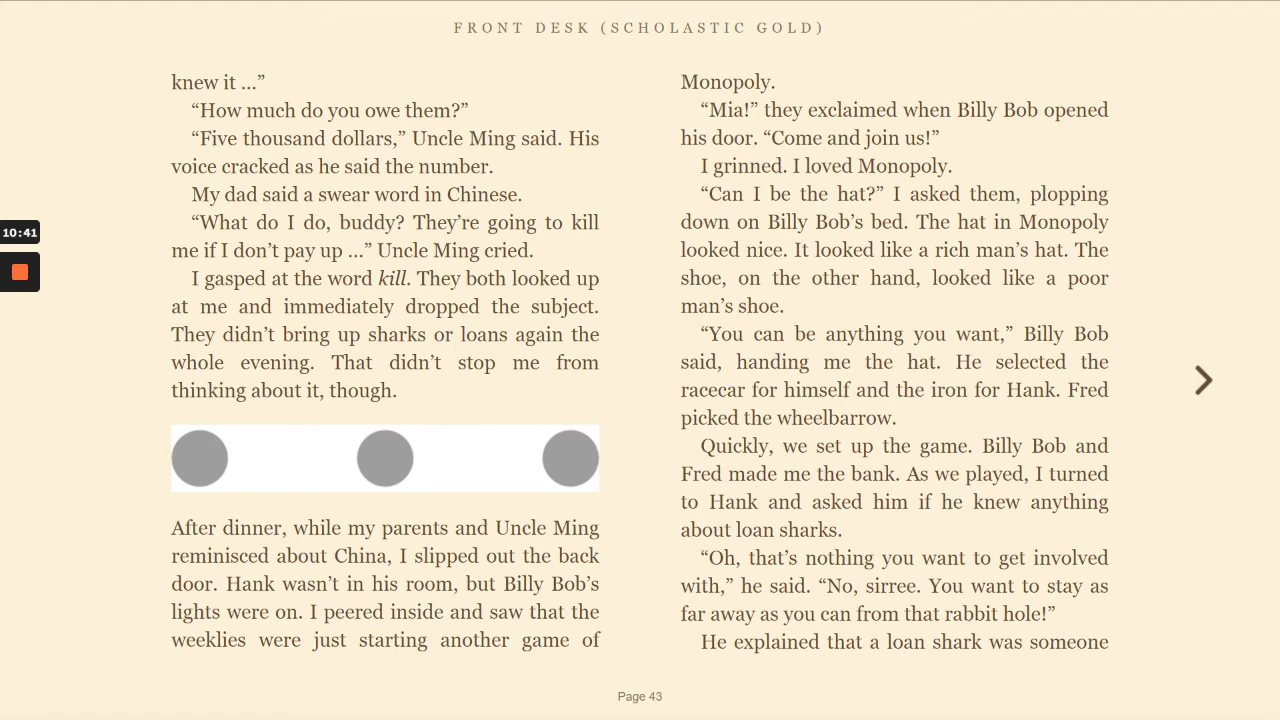 FRONT DESK (SCHOLASTIC GOLD)
knew it …”
“How much do you owe them?”
“Five thousand dollars,” Uncle Ming said. His
voice cracked as he said the number.
My dad said a swear word in Chinese.
“What do I do, buddy? They’re going to kill
me if I don’t pay up …” Uncle Ming cried.
I gasped at the word kill. They both looked up
at me and immediately dropped the subject.
They didn’t bring up sharks or loans again the
whole evening. That didn’t stop me from
thinking about it, though.
After dinner, while my parents and Uncle Ming
reminisced about China, I slipped out the back
door. Hank wasn’t in his room, but Billy Bob’s
lights were on. I peered inside and saw that the
weeklies were just starting another game of
Monopoly.
“Mia!” they exclaimed when Billy Bob opened
his door. “Come and join us!”
I grinned. I loved Monopoly.
“Can I be the hat?” I asked them, plopping
down on Billy Bob’s bed. The hat in Monopoly
looked nice. It looked like a rich man’s hat. The
shoe, on the other hand, looked like a poor
man’s shoe.
“You can be anything you want,” Billy Bob
said, handing me the hat. He selected the
racecar for himself and the iron for Hank. Fred
picked the wheelbarrow.
Quickly, we set up the game. Billy Bob and
Fred made me the bank. As we played, I turned
to Hank and asked him if he knew anything
about loan sharks.
“Oh, that’s nothing you want to get involved
with,” he said. “No, sirree. You want to stay as
far away as you can from that rabbit hole!”
He explained that a loan shark was someone
10:41
Page 43